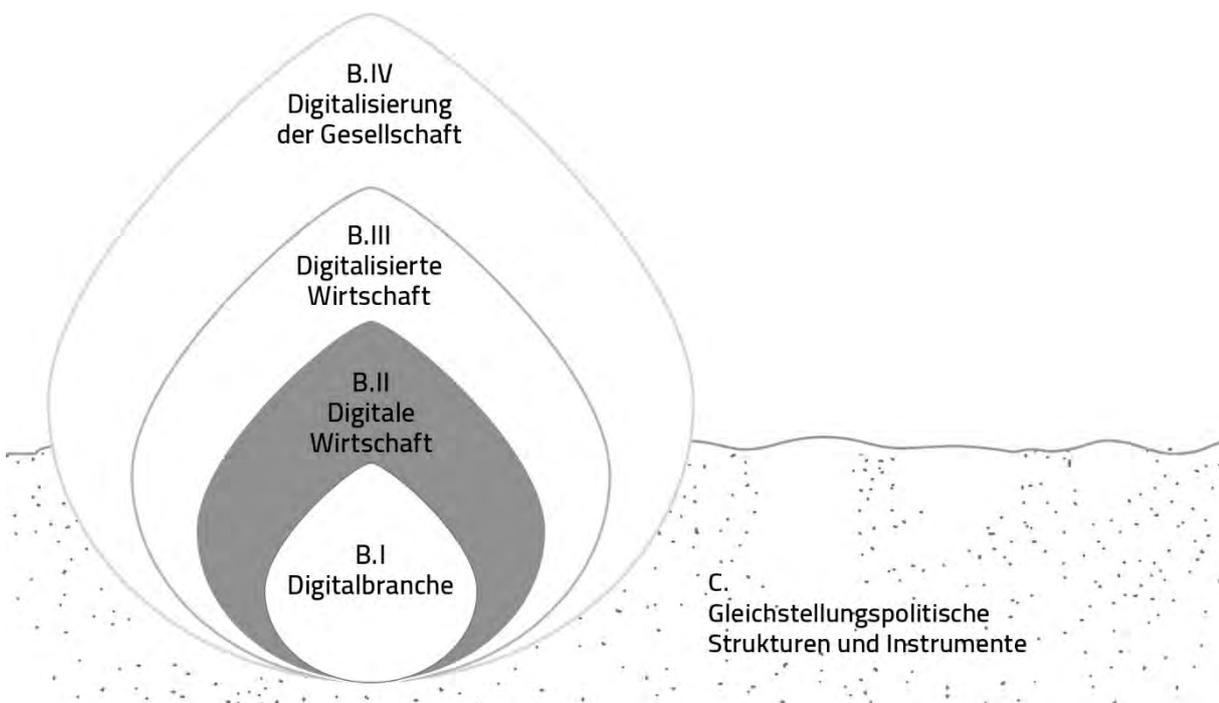 B.IV
Digitalisierung
der Gesellschaft
B.III
Digitalisierte
Wirtschaft
B.II
Digitale
Wirtschaft
B.I
Digitalbranche
C.
Gleichstellungspolitische
Strukturen und Instrumente